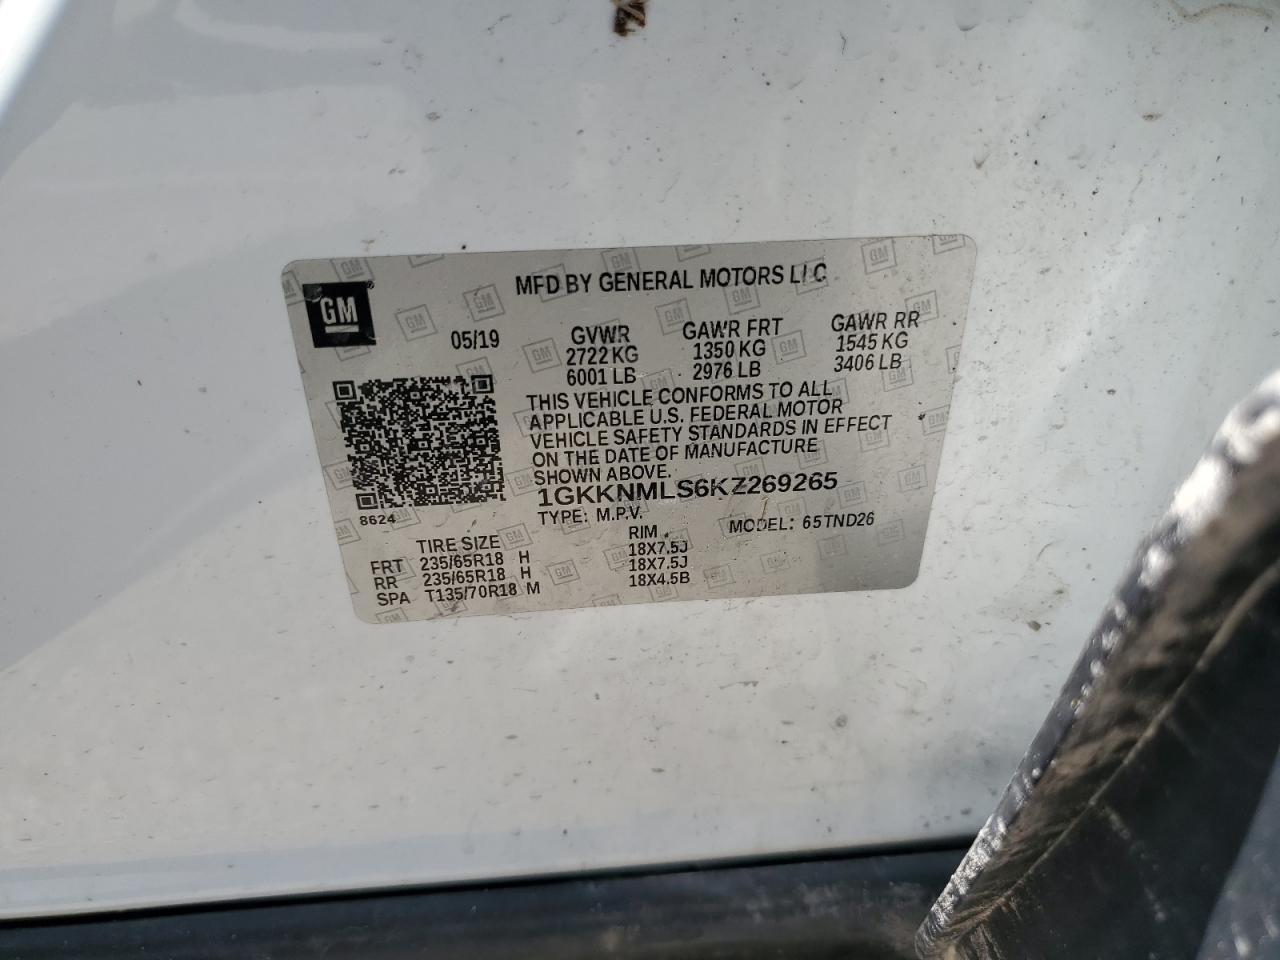 GM
MFD BY GENERAL MOTORS LLC
05/19
GVWR GAWR FRT GAWR RR
2722 KG 1350 KG 1545 KG
6001 LB 2976 LB 3406 LB
THIS VEHICLE CONFORMS TO ALL
APPLICABLE U.S. FEDERAL MOTOR
VEHICLE SAFETY STANDARDS IN EFFECT
ON THE DATE OF MANUFACTURE
SHOWN ABOVE.
1GKKNMLS6KZ269265
8624
TYPE: M.P.V. MODEL: 65TND26
TIRE SIZE RIM
FRT 235/65R18 H 18X7.5J
RR 235/65R18 H 18X7.5J
SPA T135/70R18 M 18X4.5B